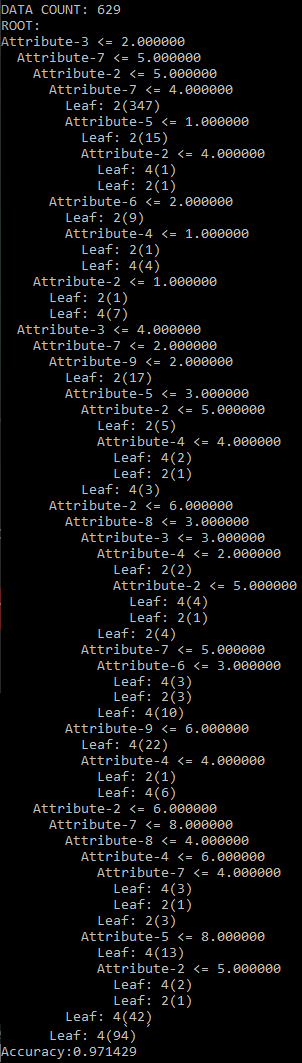 DATA COUNT: 629
ROOT:
Attribute-3 <= 2.000000
Attribute-7 <= 5.000000
Attribute-2 <= 5.000000
Attribute-7 <= 4.000000
Leaf: 2(347)
Attribute-5 <= 1.000000
Leaf: 2(15)
Attribute-2 <= 4.000000
Leaf: 4(1)
Leaf: 2(1)
Attribute-6 <= 2.000000
Leaf: 2(9)
Attribute-4 <= 1.000000
Leaf: 2(1)
Leaf: 4(4)
Attribute-2 <= 1.000000
Leaf: 2(1)
Leaf: 4(7)
Attribute-3 <= 4.000000
Attribute-7 <= 2.000000
Attribute-9 <= 2.000000
Leaf: 2(17)
Attribute-5 <= 3.000000
Attribute-2 <= 5.000000
Leaf: 2(5)
Attribute-4 <= 4.000000
Leaf: 4(2)
Leaf: 2(1)
Leaf: 4(3)
Attribute-2 <= 6.000000
Attribute-8 <= 3.000000
Attribute-3 <= 3.000000
Attribute-4 <= 2.000000
Leaf: 2(2)
Attribute-2 <= 5.000000
Leaf: 4(4)
Leaf: 2(1)
Leaf: 2(4)
Attribute-7 <= 5.000000
Attribute-6 <= 3.000000
Leaf: 4(3)
Leaf: 2(3)
Leaf: 4(10)
Attribute-9 <= 6.000000
Leaf: 4(22)
Attribute-4 <= 4.000000
Leaf: 2(1)
Leaf: 4(6)
Attribute-2 <= 6.000000
Attribute-7 <= 8.000000
Attribute-8 <= 4.000000
Attribute-4 <= 6.000000
Attribute-7 <= 4.000000
Leaf: 4(3)
Leaf: 2(1)
Leaf: 2(3)
Attribute-5 <= 8.000000
Leaf: 4(13)
Attribute-2 <= 5.000000
Leaf: 4(2)
Leaf: 2(1)
Leaf: 4(42)
Leaf: 4(94)
Accuracy:0.971429